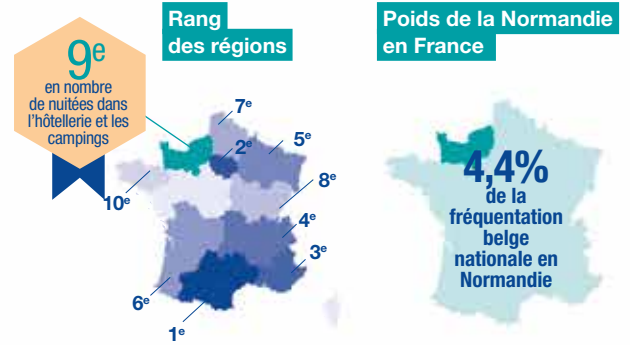 Rang
des régions
Poids de la Normandie
en France
9e
en nombre
de nuitées dans
l'hôtellerie et les
campings
7e
2e
5e
8e
10e
4e
3e
6e
1e
4,4%
de la
fréquentation
belge
nationale en
Normandie